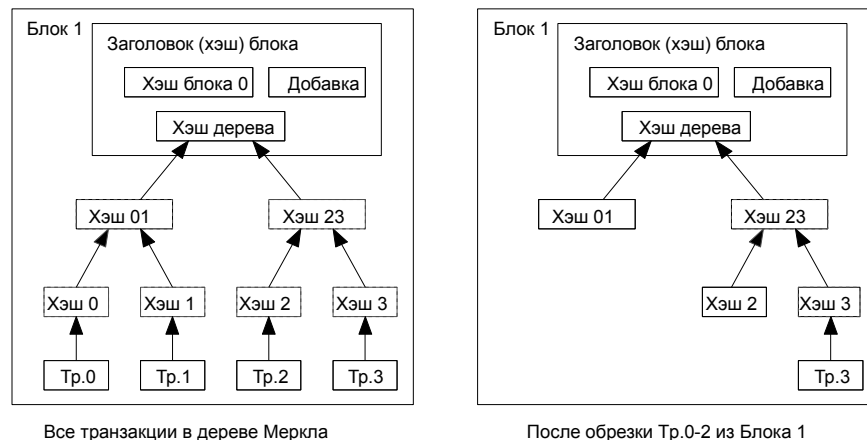 Блок 1
Заголовок (хэш) блока
Хэш блока 0
Добавка
Хэш дерева
Хэш 01
Хэш 23
Хэш 0
Хэш 1
Хэш 2
Хэш 3
Тр.0
Тр.1
Тр.2
Тр.3
Все транзакции в дереве Меркла
Блок 1
Заголовок (хэш) блока
Хэш блока 0
Добавка
Хэш дерева
Хэш 01
Хэш 23
Хэш 2
Хэш 3
Тр.3
После обрезки Тр.0-2 из Блока 1